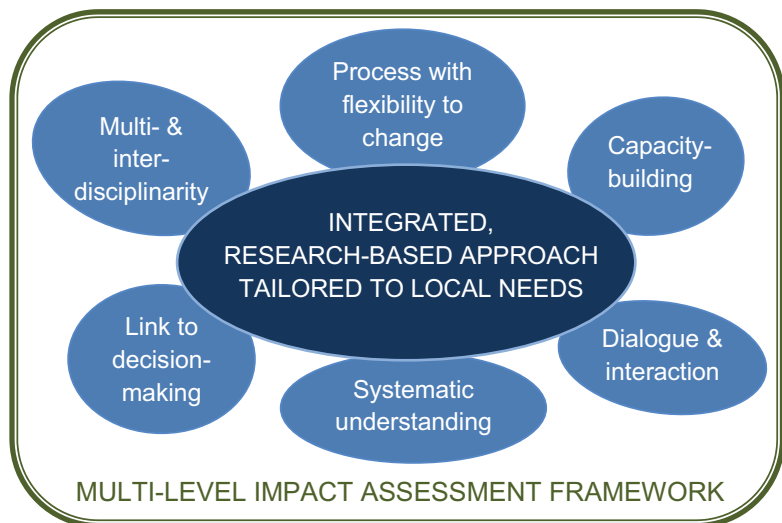 Process with
flexibility to
change
Multi- &
inter-
disciplinarity
Capacity-
building
INTEGRATED,
RESEARCH-BASED APPROACH
TAILORED TO LOCAL NEEDS
Link to
decision-
making
Dialogue &
interaction
Systematic
understanding
MULTI-LEVEL IMPACT ASSESSMENT FRAMEWORK